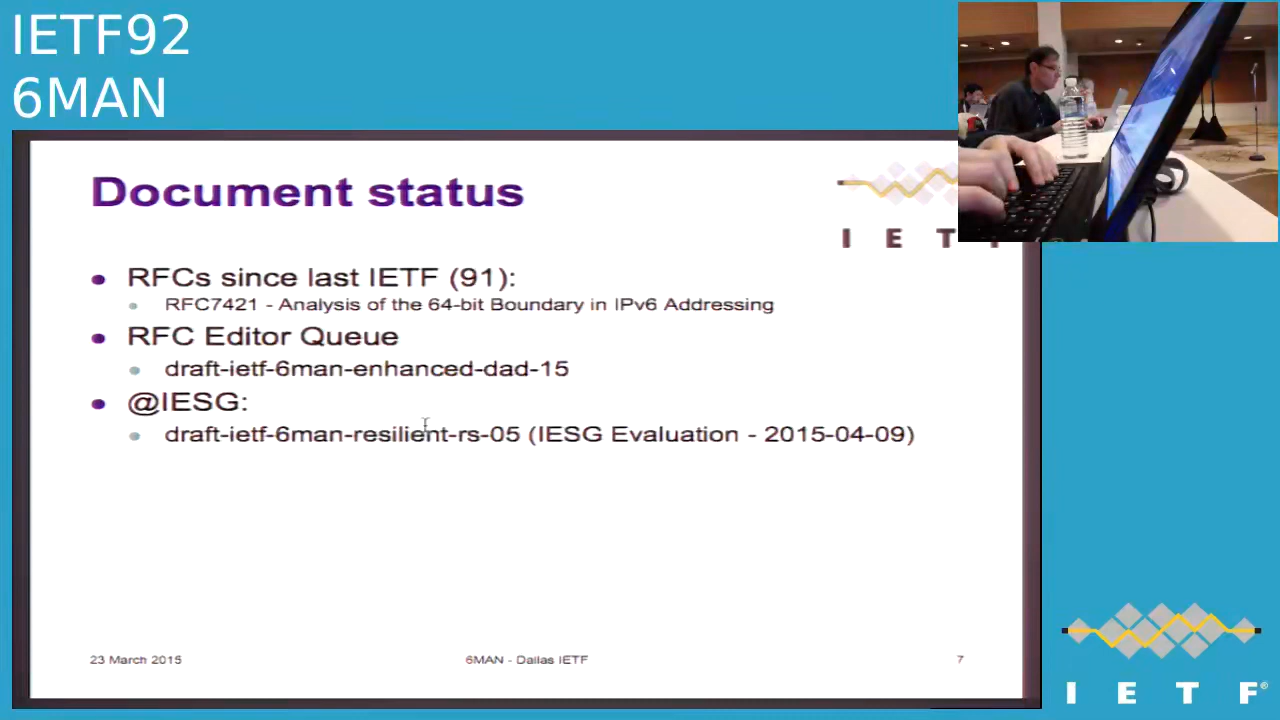 IETF92
6MAN
Document status
I E T F
RFCs since last IETF (91):
RFC7421 - Analysis of the 64-bit Boundary in IPv6 Addressing
RFC Editor Queue
draft-ietf-6man-enhanced-dad-15
@IESG:
draft-ietf-6man-resilient-rs-05 (IESG Evaluation - 2015-04-09)
23 March 2015
6MAN - Dallas IETF
7
I E T F®